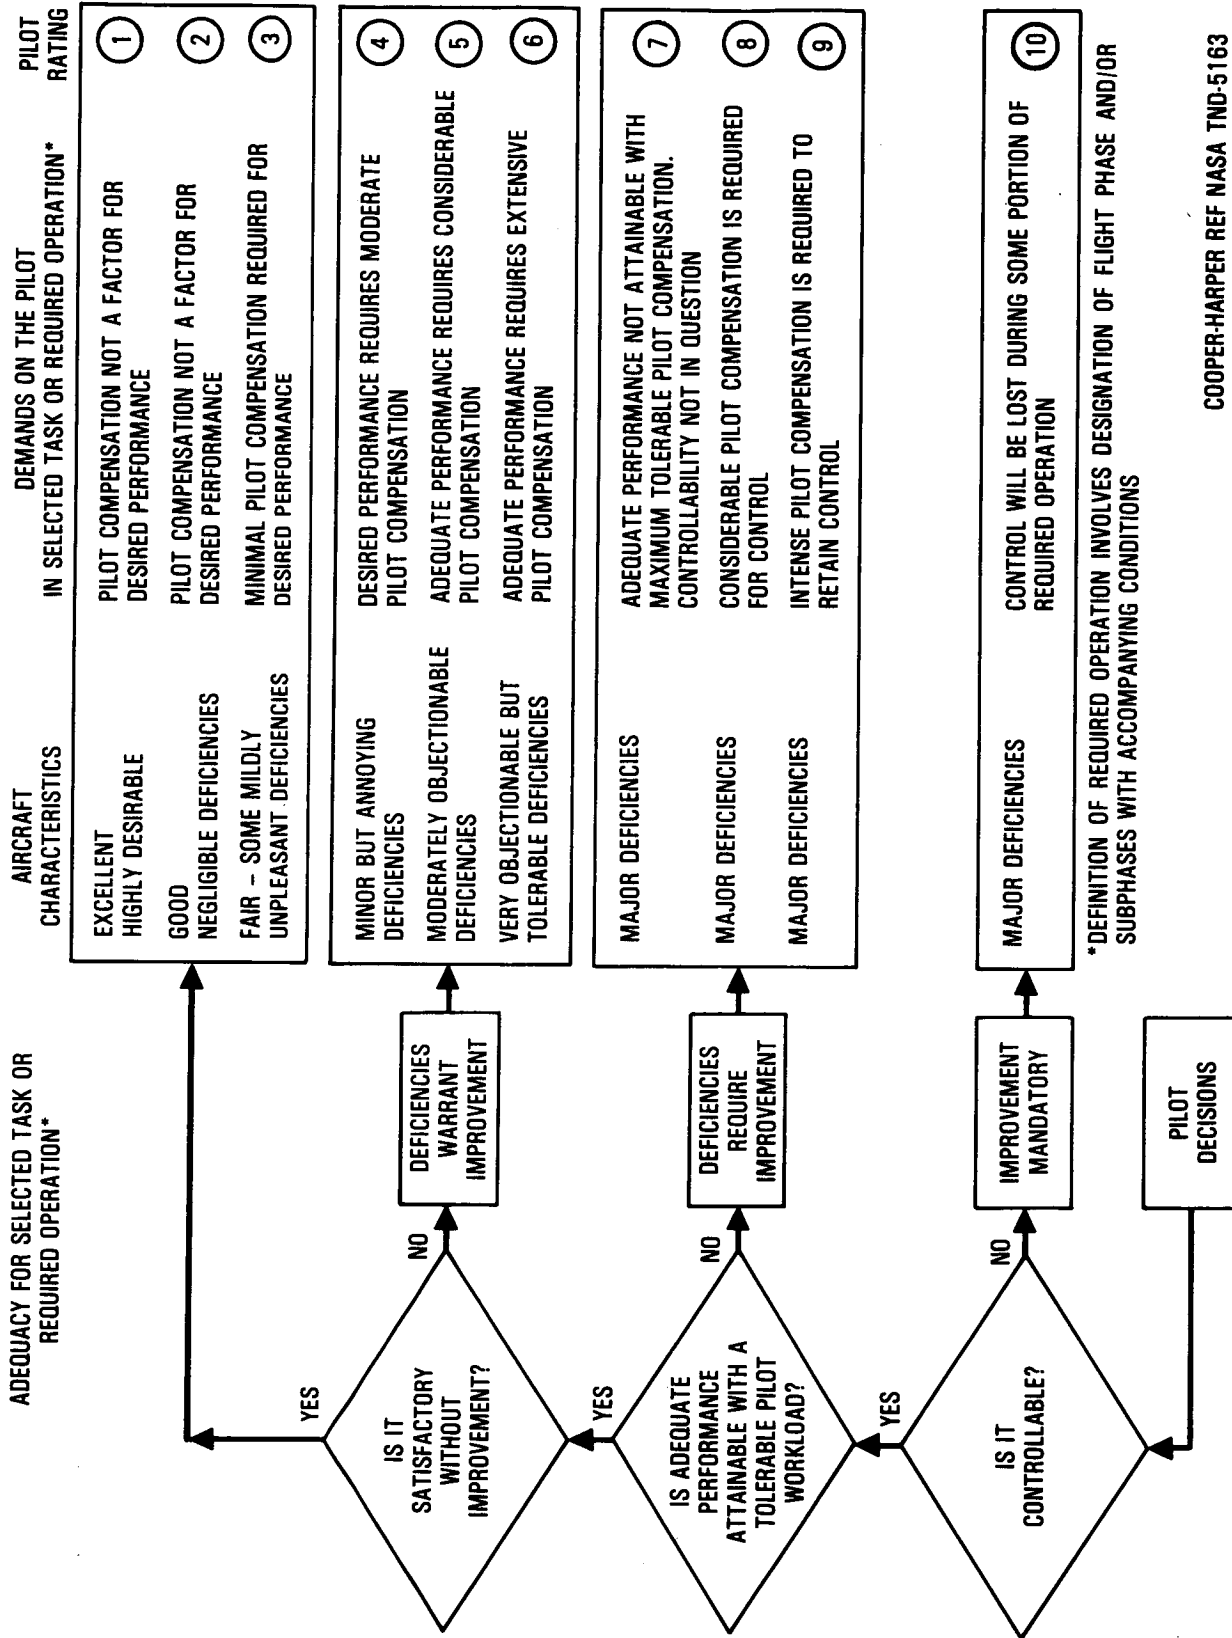 ADEQUACY FOR SELECTED TASK OR
REQUIRED OPERATION*
AIRCRAFT
CHARACTERISTICS
DEMANDS ON THE PILOT
IN SELECTED TASK OR REQUIRED OPERATION*
PILOT
RATING
EXCELLENT
HIGHLY DESIRABLE
PILOT COMPENSATION NOT A FACTOR FOR
DESIRED PERFORMANCE
1
GOOD
NEGLIGIBLE DEFICIENCIES
PILOT COMPENSATION NOT A FACTOR FOR
DESIRED PERFORMANCE
2
FAIR – SOME MILDLY
UNPLEASANT DEFICIENCIES
MINIMAL PILOT COMPENSATION REQUIRED FOR
DESIRED PERFORMANCE
3
YES
IS IT
SATISFACTORY
WITHOUT
IMPROVEMENT?
NO
DEFICIENCIES
WARRANT
IMPROVEMENT
MINOR BUT ANNOYING
DEFICIENCIES
DESIRED PERFORMANCE REQUIRES MODERATE
PILOT COMPENSATION
4
MODERATELY OBJECTIONABLE
DEFICIENCIES
ADEQUATE PERFORMANCE REQUIRES CONSIDERABLE
PILOT COMPENSATION
5
VERY OBJECTIONABLE BUT
TOLERABLE DEFICIENCIES
ADEQUATE PERFORMANCE REQUIRES EXTENSIVE
PILOT COMPENSATION
6
YES
IS ADEQUATE
PERFORMANCE
ATTAINABLE WITH A
TOLERABLE PILOT
WORKLOAD?
NO
DEFICIENCIES
REQUIRE
IMPROVEMENT
MAJOR DEFICIENCIES
ADEQUATE PERFORMANCE NOT ATTAINABLE WITH
MAXIMUM TOLERABLE PILOT COMPENSATION.
CONTROLLABILITY NOT IN QUESTION
7
MAJOR DEFICIENCIES
CONSIDERABLE PILOT COMPENSATION IS REQUIRED
FOR CONTROL
8
MAJOR DEFICIENCIES
INTENSE PILOT COMPENSATION IS REQUIRED TO
RETAIN CONTROL
9
YES
IS IT
CONTROLLABLE?
NO
IMPROVEMENT
MANDATORY
MAJOR DEFICIENCIES
CONTROL WILL BE LOST DURING SOME PORTION OF
REQUIRED OPERATION
10
PILOT
DECISIONS
*DEFINITION OF REQUIRED OPERATION INVOLVES DESIGNATION OF FLIGHT PHASE AND/OR
SUBPHASES WITH ACCOMPANYING CONDITIONS
COOPER-HARPER REF NASA TND-5163